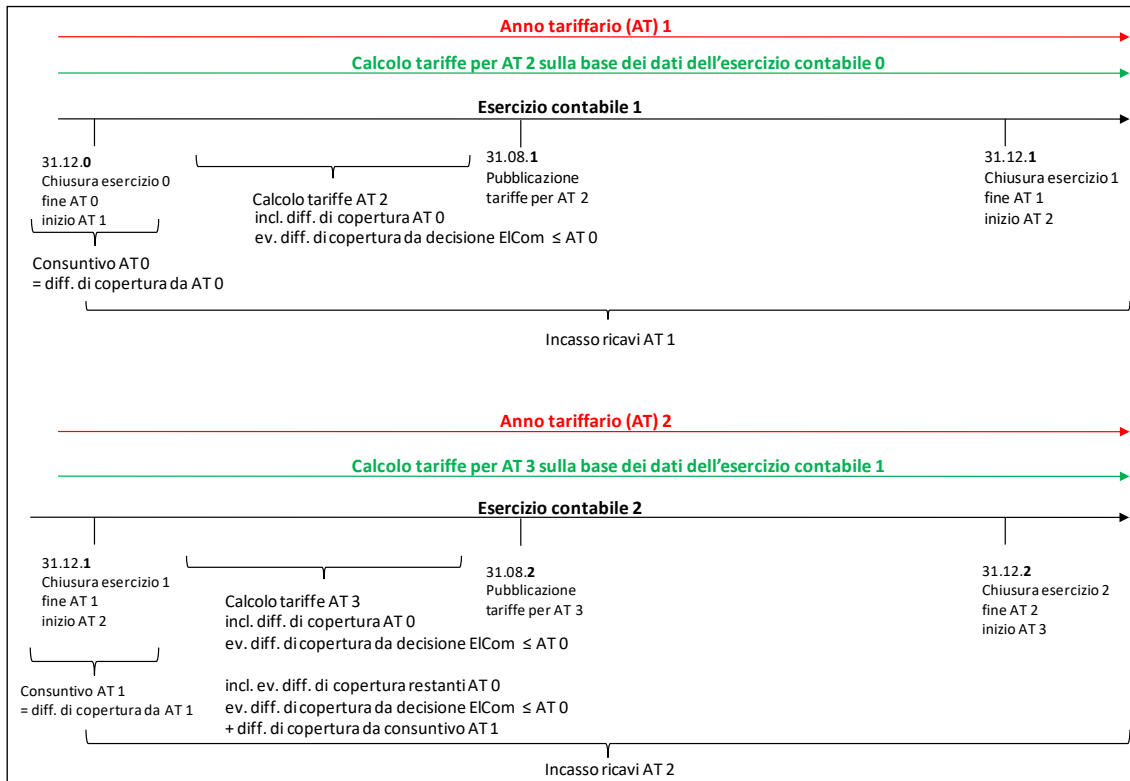 Anno tariffario (AT) 1
Calcolo tariffe per AT 2 sulla base dei dati dell'esercizio contabile 0
Esercizio contabile 1
31.12.0
Chiusura esercizio 0
fine AT 0
inizio AT 1
Consuntivo AT 0
= diff. di copertura da AT 0
Calcolo tariffe AT 2
incl. diff. di copertura AT 0
ev. diff. di copertura da decisione ElCom ≤ AT 0
31.08.1
Pubblicazione
tariffe per AT 2
31.12.1
Chiusura esercizio 1
fine AT 1
inizio AT 2
Incasso ricavi AT 1
Anno tariffario (AT) 2
Calcolo tariffe per AT 3 sulla base dei dati dell'esercizio contabile 1
Esercizio contabile 2
31.12.1
Chiusura esercizio 1
fine AT 1
inizio AT 2
Consuntivo AT 1
= diff. di copertura da AT 1
Calcolo tariffe AT 3
incl. diff. di copertura AT 0
ev. diff. di copertura da decisione ElCom ≤ AT 0
incl. ev. diff. di copertura restanti AT 0
ev. diff. di copertura da decisione ElCom ≤ AT 0
+ diff. di copertura da consuntivo AT 1
31.08.2
Pubblicazione
tariffe per AT 3
31.12.2
Chiusura esercizio 2
fine AT 2
inizio AT 3
Incasso ricavi AT 2